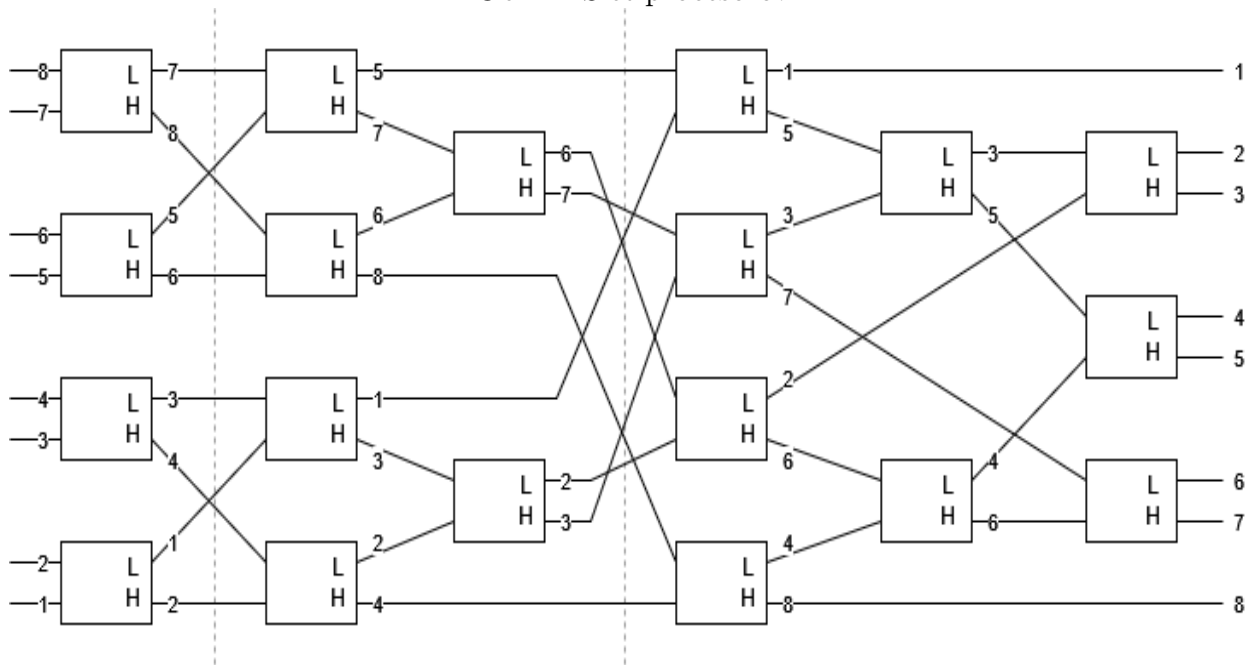 8 L 7 L 5 L 1 1
7 H H H
8 7 5
L 6 L 3 L 2
H 7 H H 3
5 6 3 5
6 L L L
5 H 6 H 8 H
7
L 4
H 5
2
4 L 3 L 1 L
3 H H H
4 3 6 4
L 2 L L 6
H 3 H 6 H 7
1 2 4
2 L L L
1 H 2 H 4 H 8 8